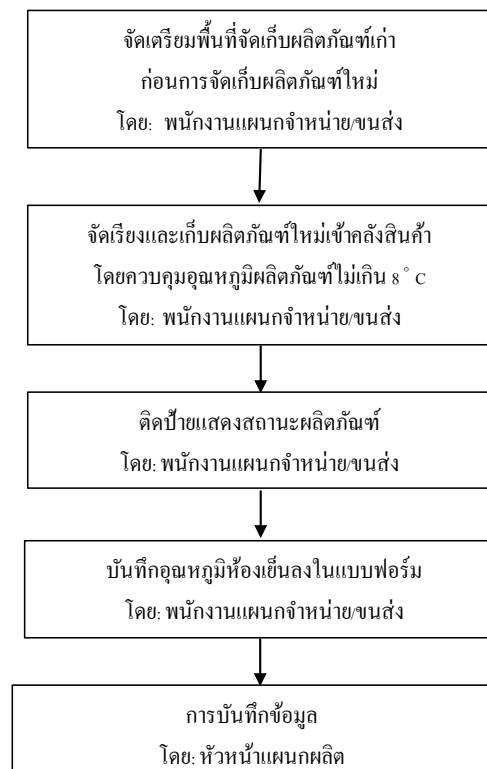 จัดเตรียมพื้นที่จัดเก็บผลิตภัณฑ์เก่า
ก่อนการจัดเก็บผลิตภัณฑ์ใหม่
โดย: พนักงานแผนกจำหน่าย/ขนส่ง
จัดเรียงและเก็บผลิตภัณฑ์ใหม่เข้าคลังสินค้า
โดยควบคุมอุณหภูมิผลิตภัณฑ์ไม่เกิน 8° C
โดย: พนักงานแผนกจำหน่าย/ขนส่ง
ติดป้ายแสดงสถานะผลิตภัณฑ์
โดย: พนักงานแผนกจำหน่าย/ขนส่ง
บันทึกอุณหภูมิห้องเย็นลงในแบบฟอร์ม
โดย: พนักงานแผนกจำหน่าย/ขนส่ง
การบันทึกข้อมูล
โดย: หัวหน้าแผนกผลิต